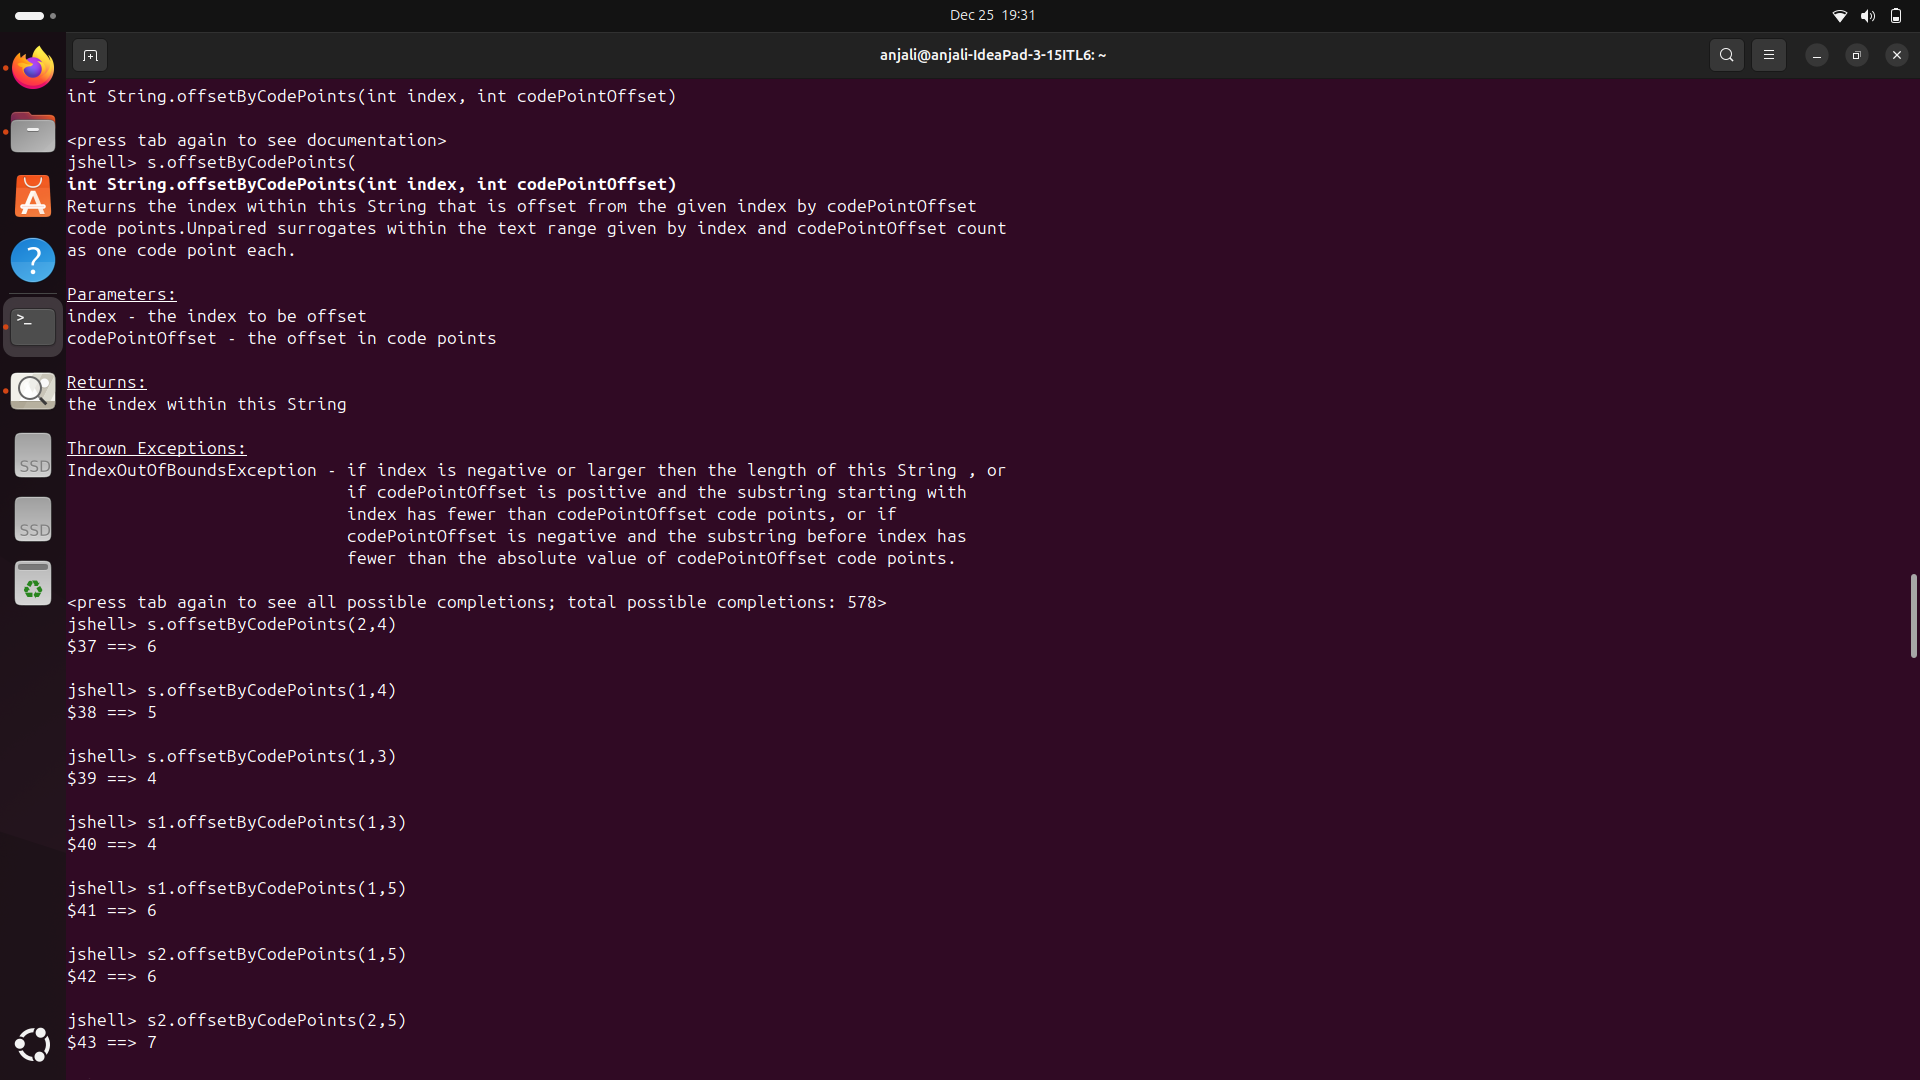 Dec 25  19:31
anjali@anjali-IdeaPad-3-15ITL6: ~
int String.offsetByCodePoints(int index, int codePointOffset)
<press tab again to see documentation>
jshell> s.offsetByCodePoints(
int String.offsetByCodePoints(int index, int codePointOffset)
Returns the index within this String that is offset from the given index by codePointOffset
code points.Unpaired surrogates within the text range given by index and codePointOffset count
as one code point each.
Parameters:
index - the index to be offset
codePointOffset - the offset in code points
Returns:
the index within this String
Thrown Exceptions:
IndexOutOfBoundsException - if index is negative or larger then the length of this String , or
if codePointOffset is positive and the substring starting with
index has fewer than codePointOffset code points, or if
codePointOffset is negative and the substring before index has
fewer than the absolute value of codePointOffset code points.
<press tab again to see all possible completions; total possible completions: 578>
jshell> s.offsetByCodePoints(2,4)
$37 ==> 6
jshell> s.offsetByCodePoints(1,4)
$38 ==> 5
jshell> s.offsetByCodePoints(1,3)
$39 ==> 4
jshell> s1.offsetByCodePoints(1,3)
$40 ==> 4
jshell> s1.offsetByCodePoints(1,5)
$41 ==> 6
jshell> s2.offsetByCodePoints(1,5)
$42 ==> 6
jshell> s2.offsetByCodePoints(2,5)
$43 ==> 7
SSD
SSD